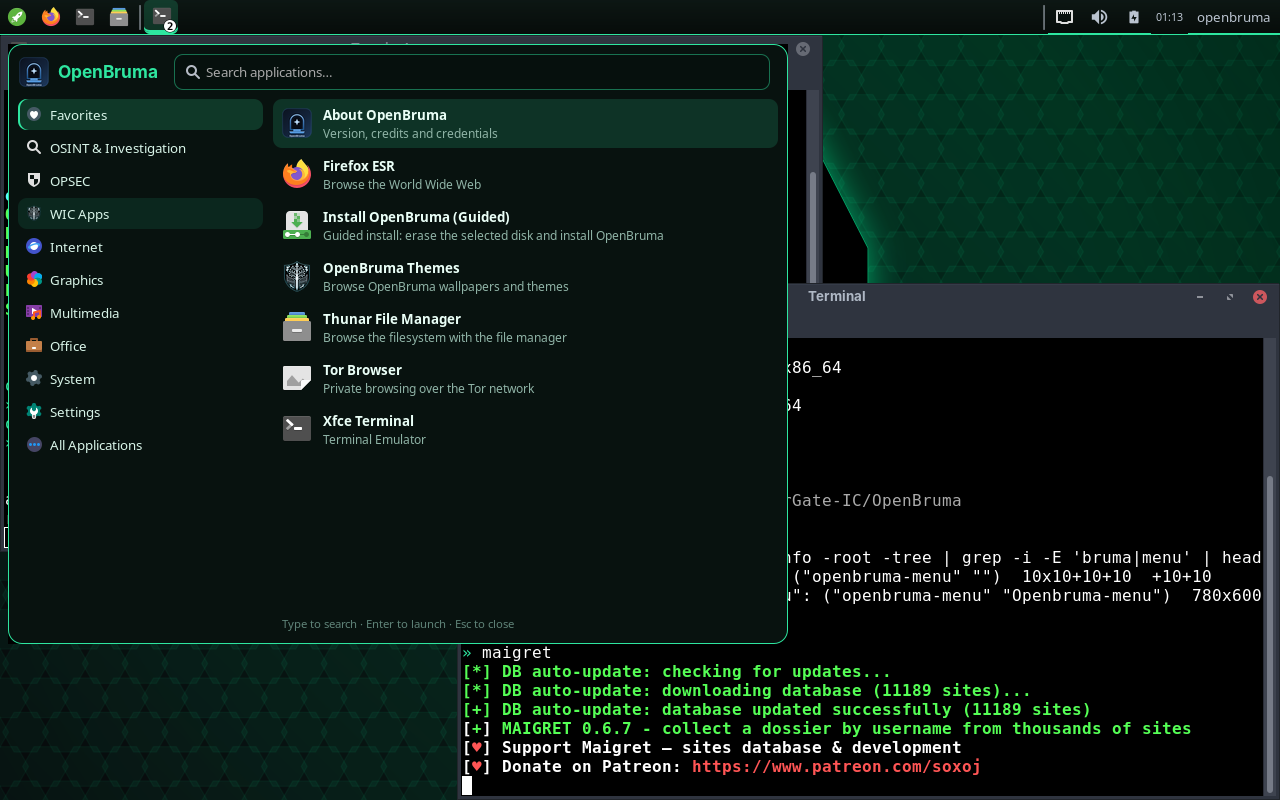 2
01:13
openbruma
OpenBruma
Search applications...
Favorites
OSINT & Investigation
OPSEC
WIC Apps
Internet
Graphics
Multimedia
Office
System
Settings
All Applications
About OpenBruma
Version, credits and credentials
Firefox ESR
Browse the World Wide Web
Install OpenBruma (Guided)
Guided install: erase the selected disk and install OpenBruma
OpenBruma Themes
Browse OpenBruma wallpapers and themes
Thunar File Manager
Browse the filesystem with the file manager
Tor Browser
Private browsing over the Tor network
Xfce Terminal
Terminal Emulator
Type to search · Enter to launch · Esc to close
Terminal
x86_64
64
rGate-IC/OpenBruma
nfo -root -tree | grep -i -E 'bruma|menu' | head
("openbruma-menu" "")  10x10+10+10  +10+10
u": ("openbruma-menu" "Openbruma-menu")  780x600
» maigret
[*] DB auto-update: checking for updates...
[*] DB auto-update: downloading database (11189 sites)...
[+] DB auto-update: database updated successfully (11189 sites)
[+] MAIGRET 0.6.7 - collect a dossier by username from thousands of sites
[♥] Support Maigret — sites database & development
[♥] Donate on Patreon: https://www.patreon.com/soxoj